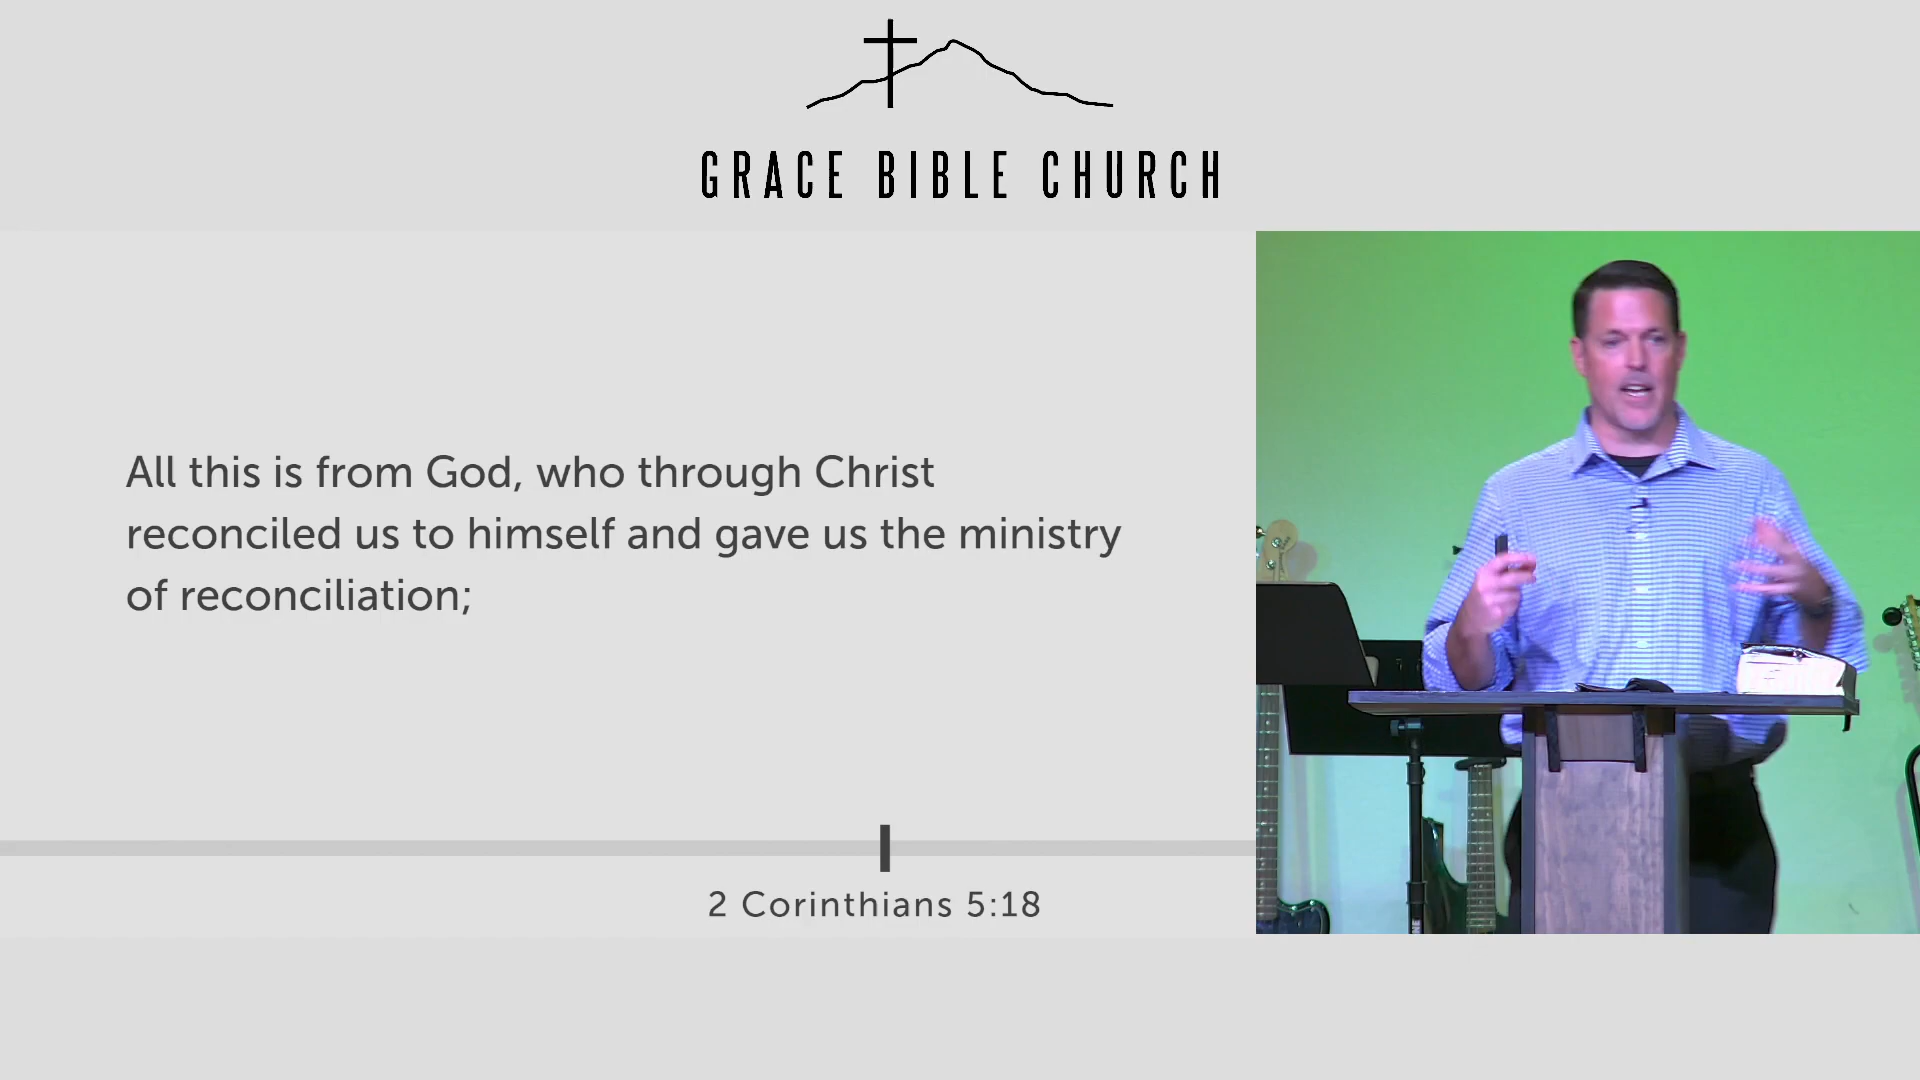 GRACE BIBLE CHURCH
All this is from God, who through Christ
reconciled us to himself and gave us the ministry
of reconciliation;
2 Corinthians 5:18